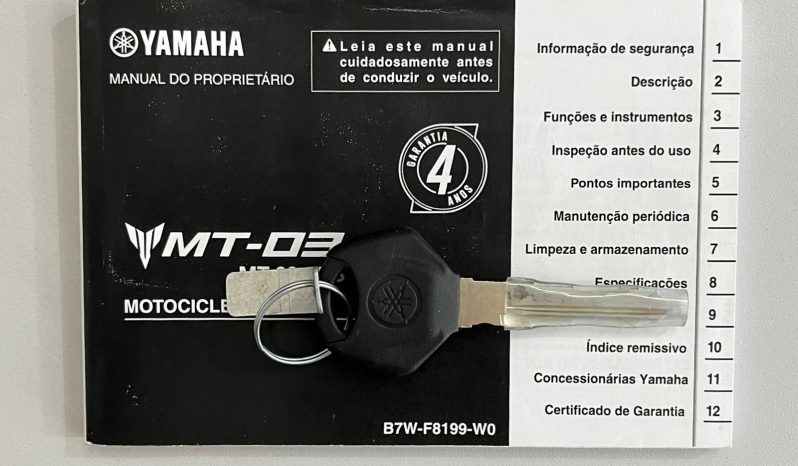 YAMAHA
MANUAL DO PROPRIETÁRIO
⚠Leia este manual
cuidadosamente antes
de conduzir o veículo.
GARANTIA
4
ANOS
MT-03
MOTOCICLE
B7W-F8199-W0
Informação de segurança 1
Descrição 2
Funções e instrumentos 3
Inspeção antes do uso 4
Pontos importantes 5
Manutenção periódica 6
Limpeza e armazenamento 7
Especificações 8
9
Índice remissivo 10
Concessionárias Yamaha 11
Certificado de Garantia 12